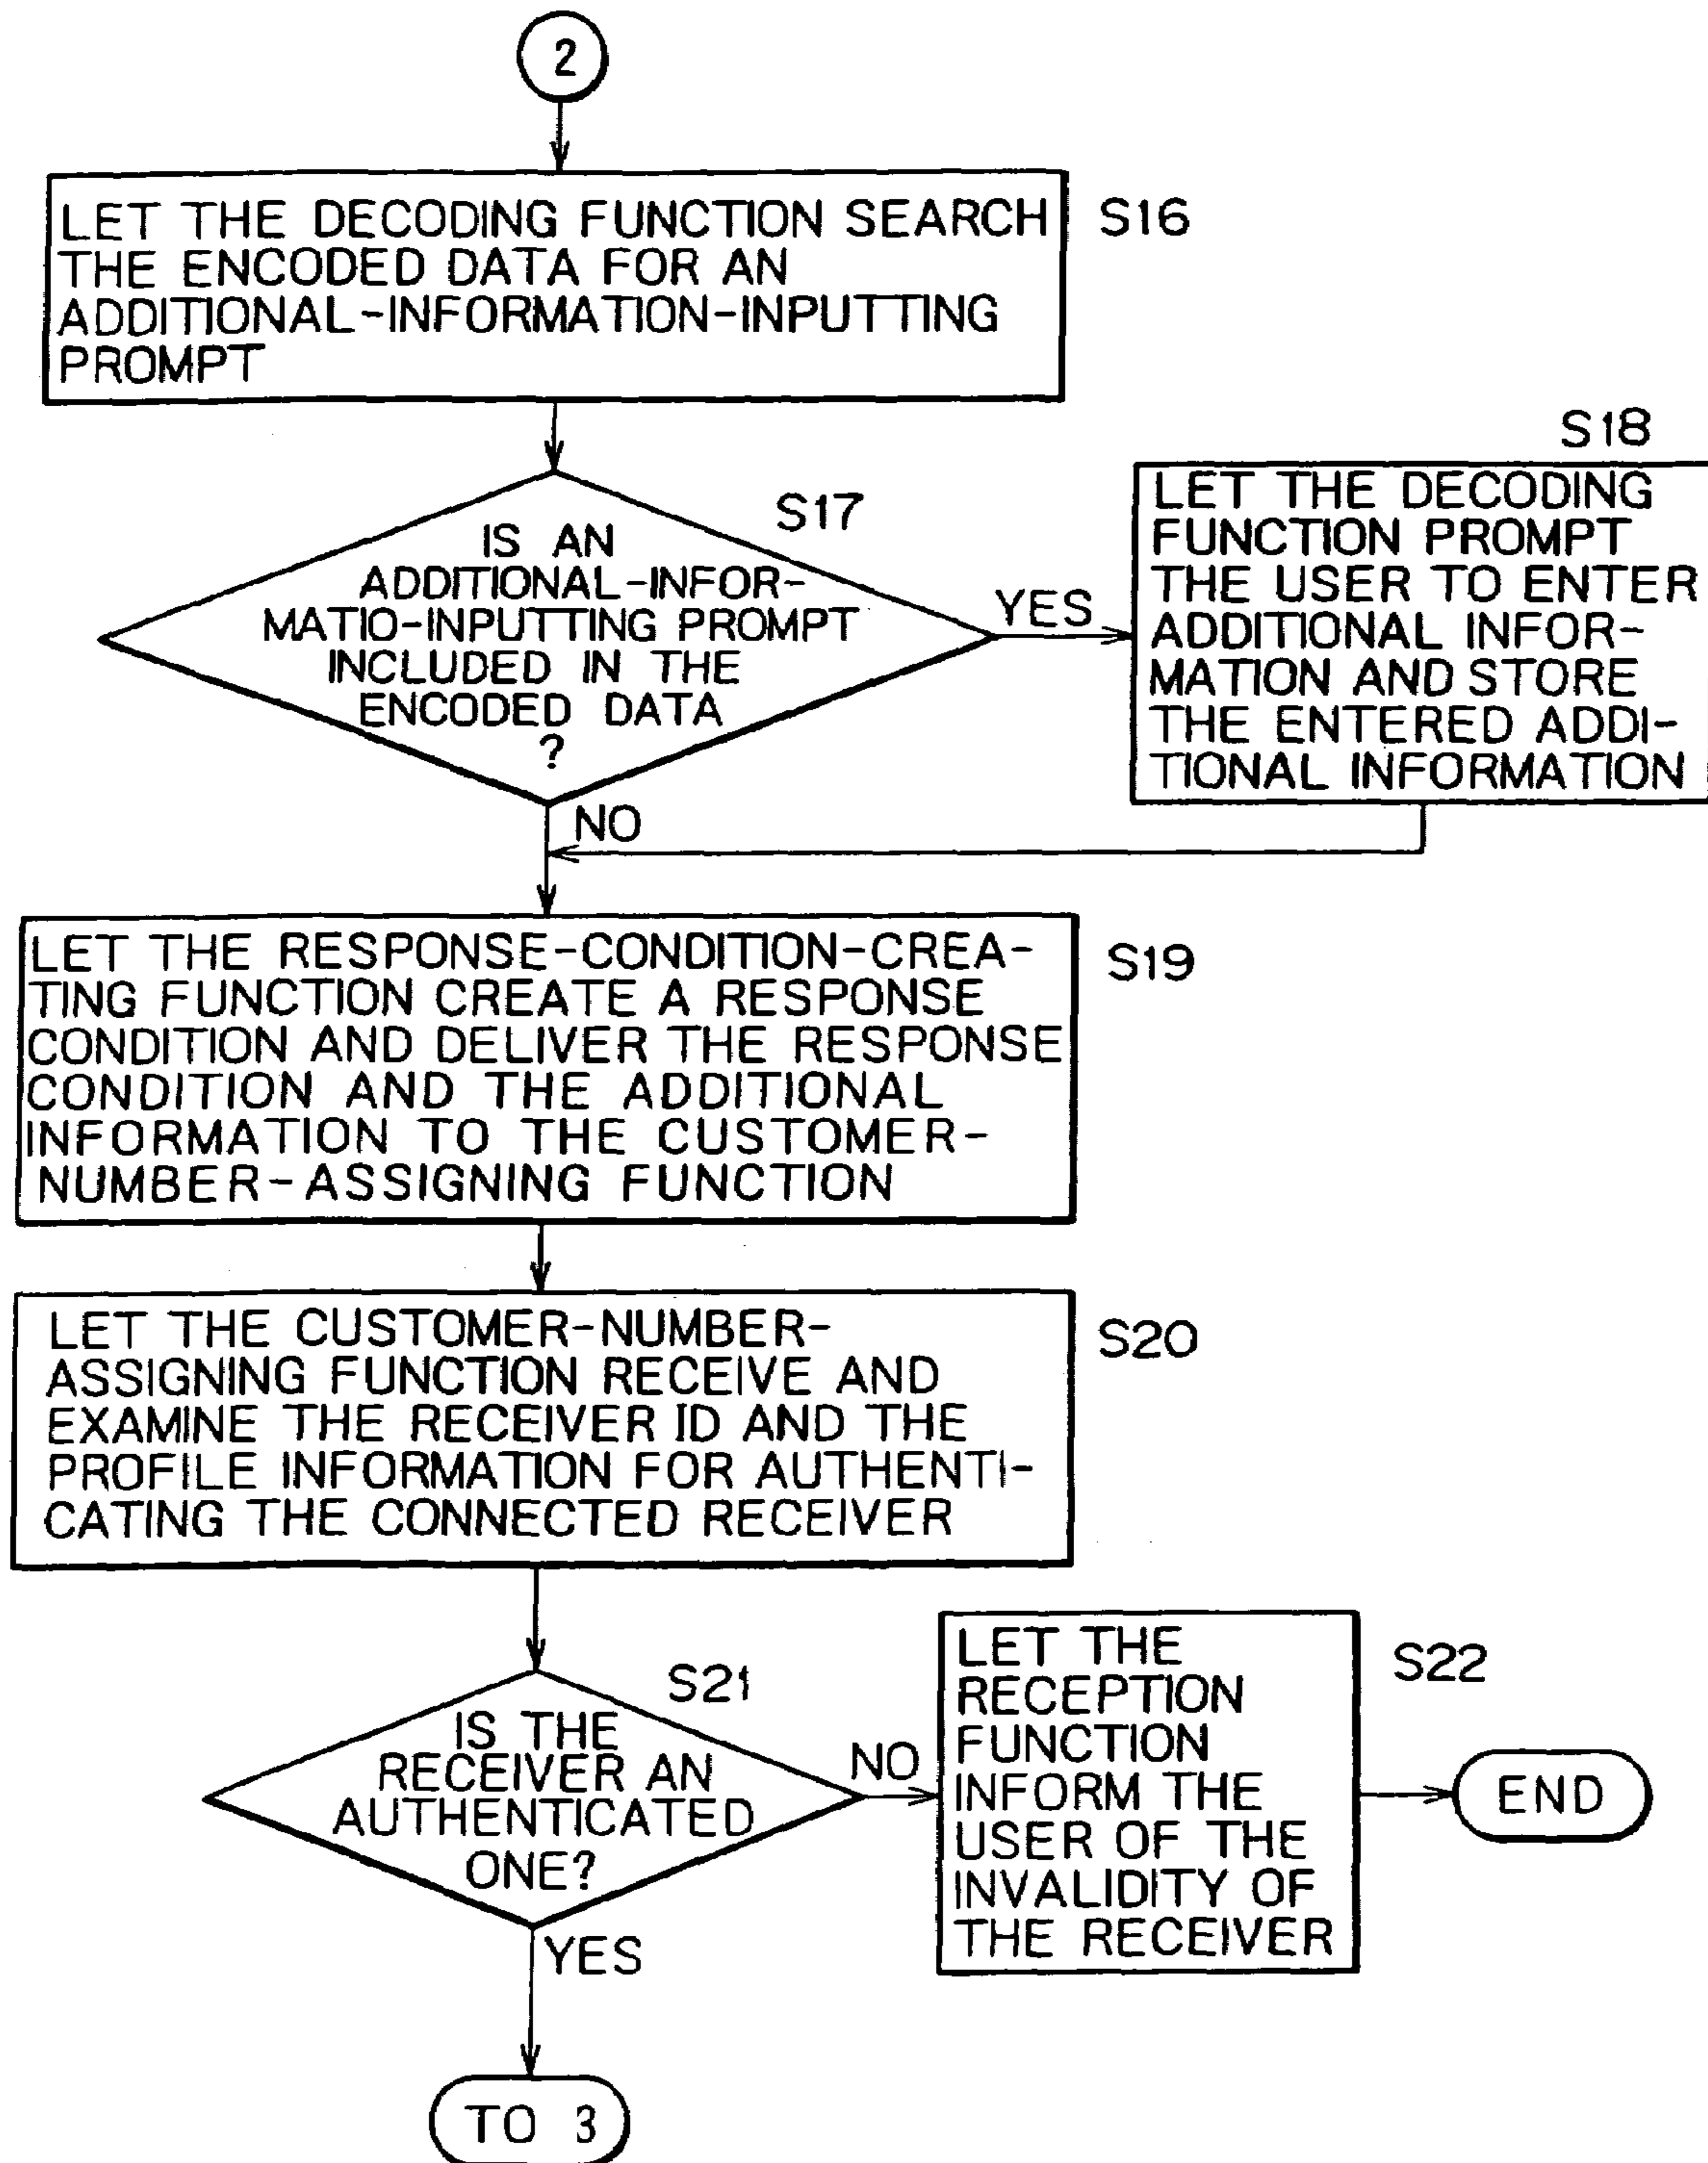 2
LET THE DECODING FUNCTION SEARCH
THE ENCODED DATA FOR AN
ADDITIONAL-INFORMATION-INPUTTING
PROMPT
S16
S17
IS AN
ADDITIONAL-INFOR-
MATIO-INPUTTING PROMPT
INCLUDED IN THE
ENCODED DATA
?
YES
S18
LET THE DECODING
FUNCTION PROMPT
THE USER TO ENTER
ADDITIONAL INFOR-
MATION AND STORE
THE ENTERED ADDI-
TIONAL INFORMATION
NO
LET THE RESPONSE-CONDITION-CREA-
TING FUNCTION CREATE A RESPONSE
CONDITION AND DELIVER THE RESPONSE
CONDITION AND THE ADDITIONAL
INFORMATION TO THE CUSTOMER-
NUMBER-ASSIGNING FUNCTION
S19
LET THE CUSTOMER-NUMBER-
ASSIGNING FUNCTION RECEIVE AND
EXAMINE THE RECEIVER ID AND THE
PROFILE INFORMATION FOR AUTHENTI-
CATING THE CONNECTED RECEIVER
S20
S21
IS THE
RECEIVER AN
AUTHENTICATED
ONE?
NO
LET THE
RECEPTION
FUNCTION
INFORM THE
USER OF THE
INVALIDITY OF
THE RECEIVER
S22
END
YES
TO 3